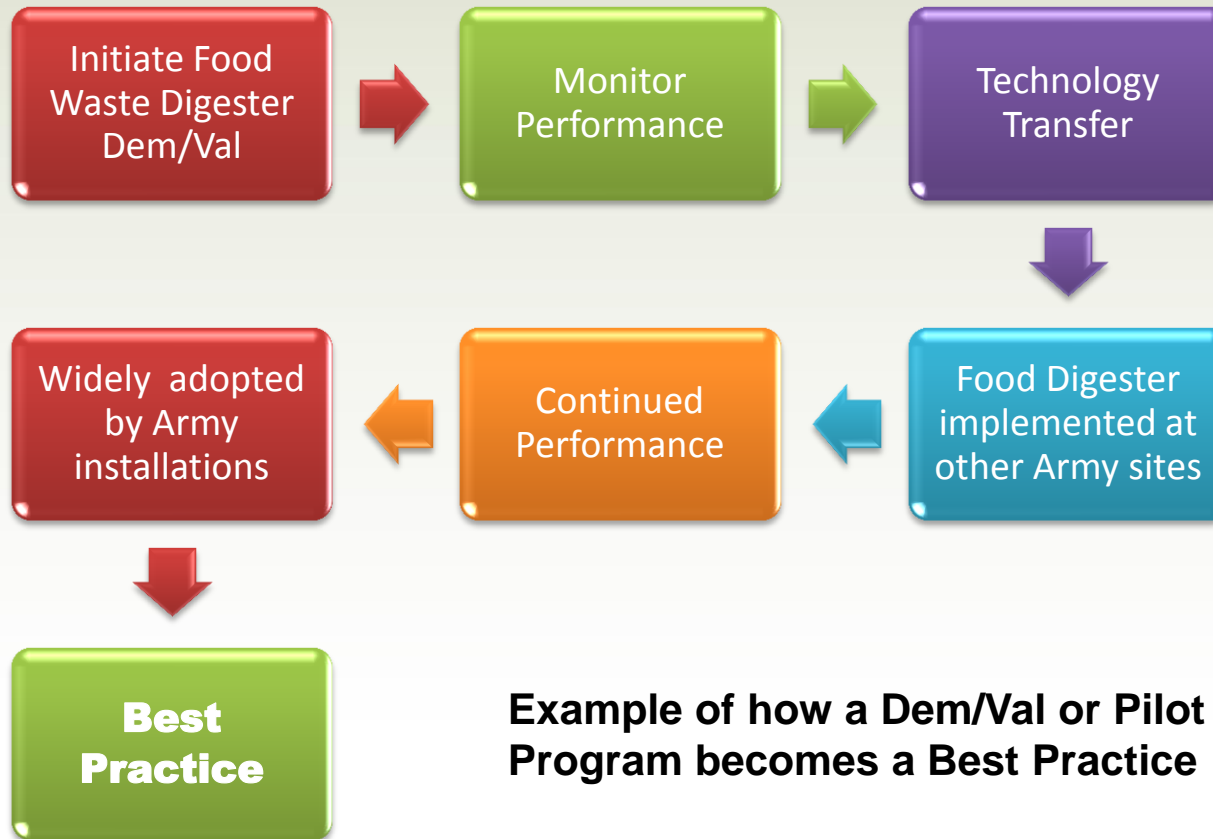 Initiate Food
Waste Digester
Dem/Val
Monitor
Performance
Technology
Transfer
Food Digester
implemented at
other Army sites
Continued
Performance
Widely adopted
by Army
installations
Best
Practice
Example of how a Dem/Val or Pilot
Program becomes a Best Practice